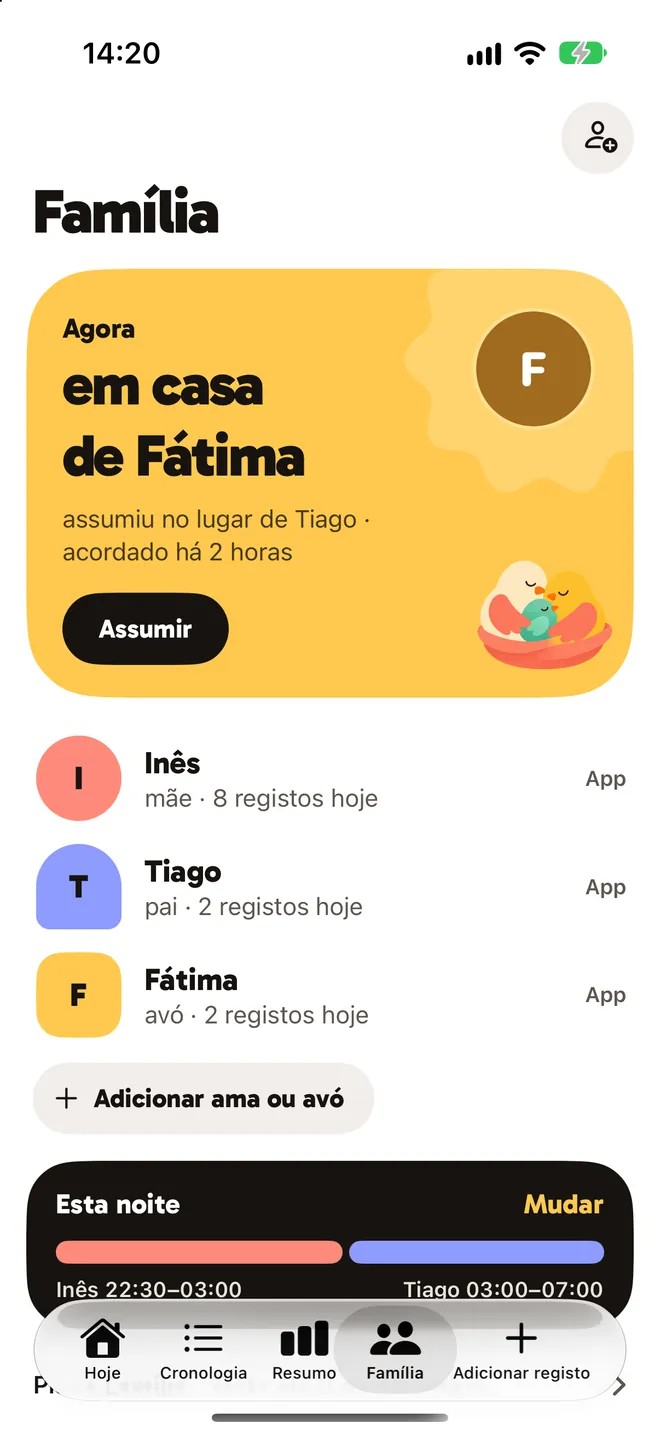 14:20
Família
Agora
F
em casa
de Fátima
assumiu no lugar de Tiago ·
acordado há 2 horas
Assumir
I
Inês
mãe · 8 registos hoje
App
T
Tiago
pai · 2 registos hoje
App
F
Fátima
avó · 2 registos hoje
App
+ Adicionar ama ou avó
Esta noite
Mudar
Inês 22:30–03:00
Tiago 03:00–07:00
Hoje
Cronologia
Resumo
Família
Adicionar registo